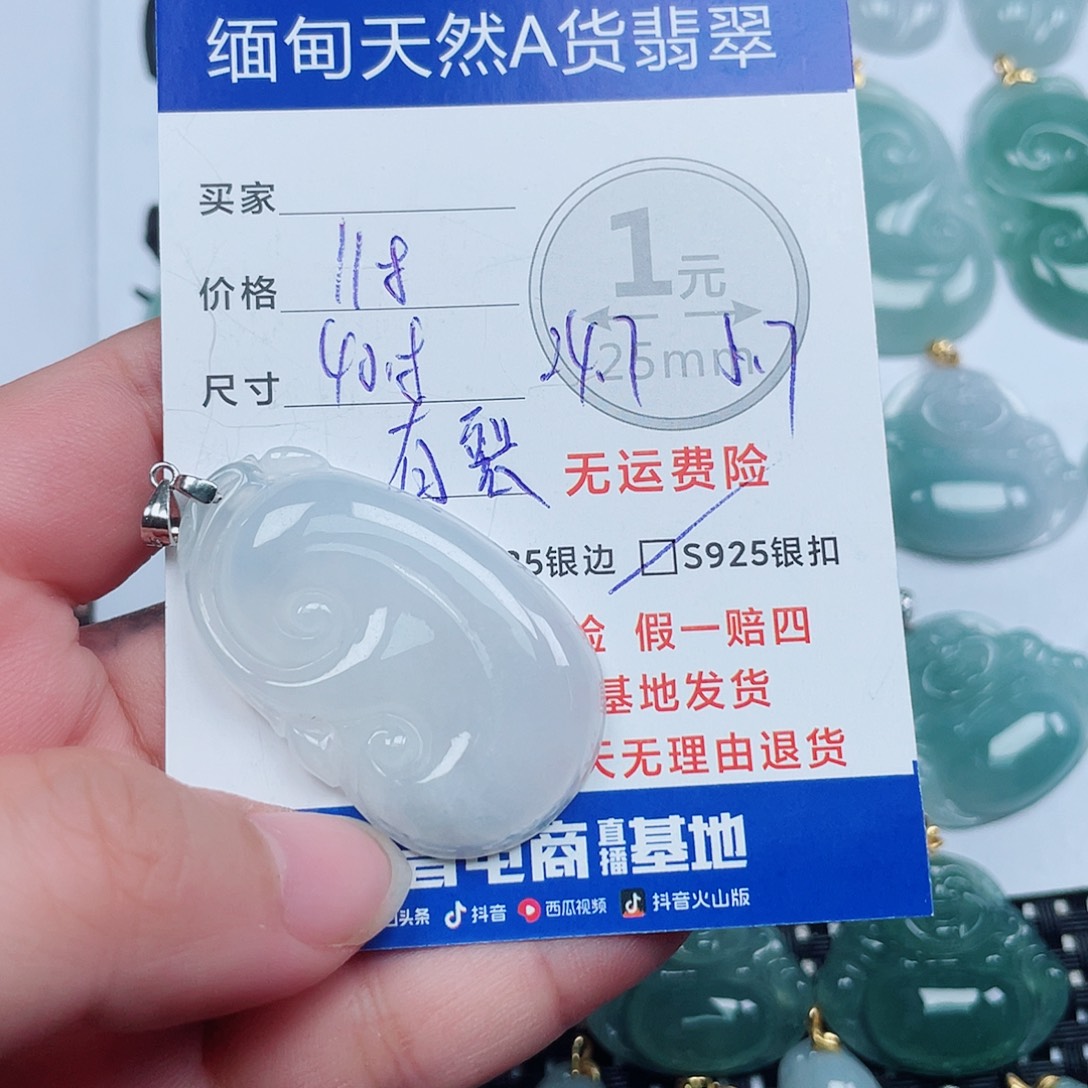 缅甸天然A货翡翠
买家
价格
1元
尺寸 40 24.7 5.7
25mm
有裂 无运费险
5银边 S925银扣
险 假一赔四
基地发货
天无理由退货
音电商直播基地
头条 抖音 西瓜视频 抖音火山版